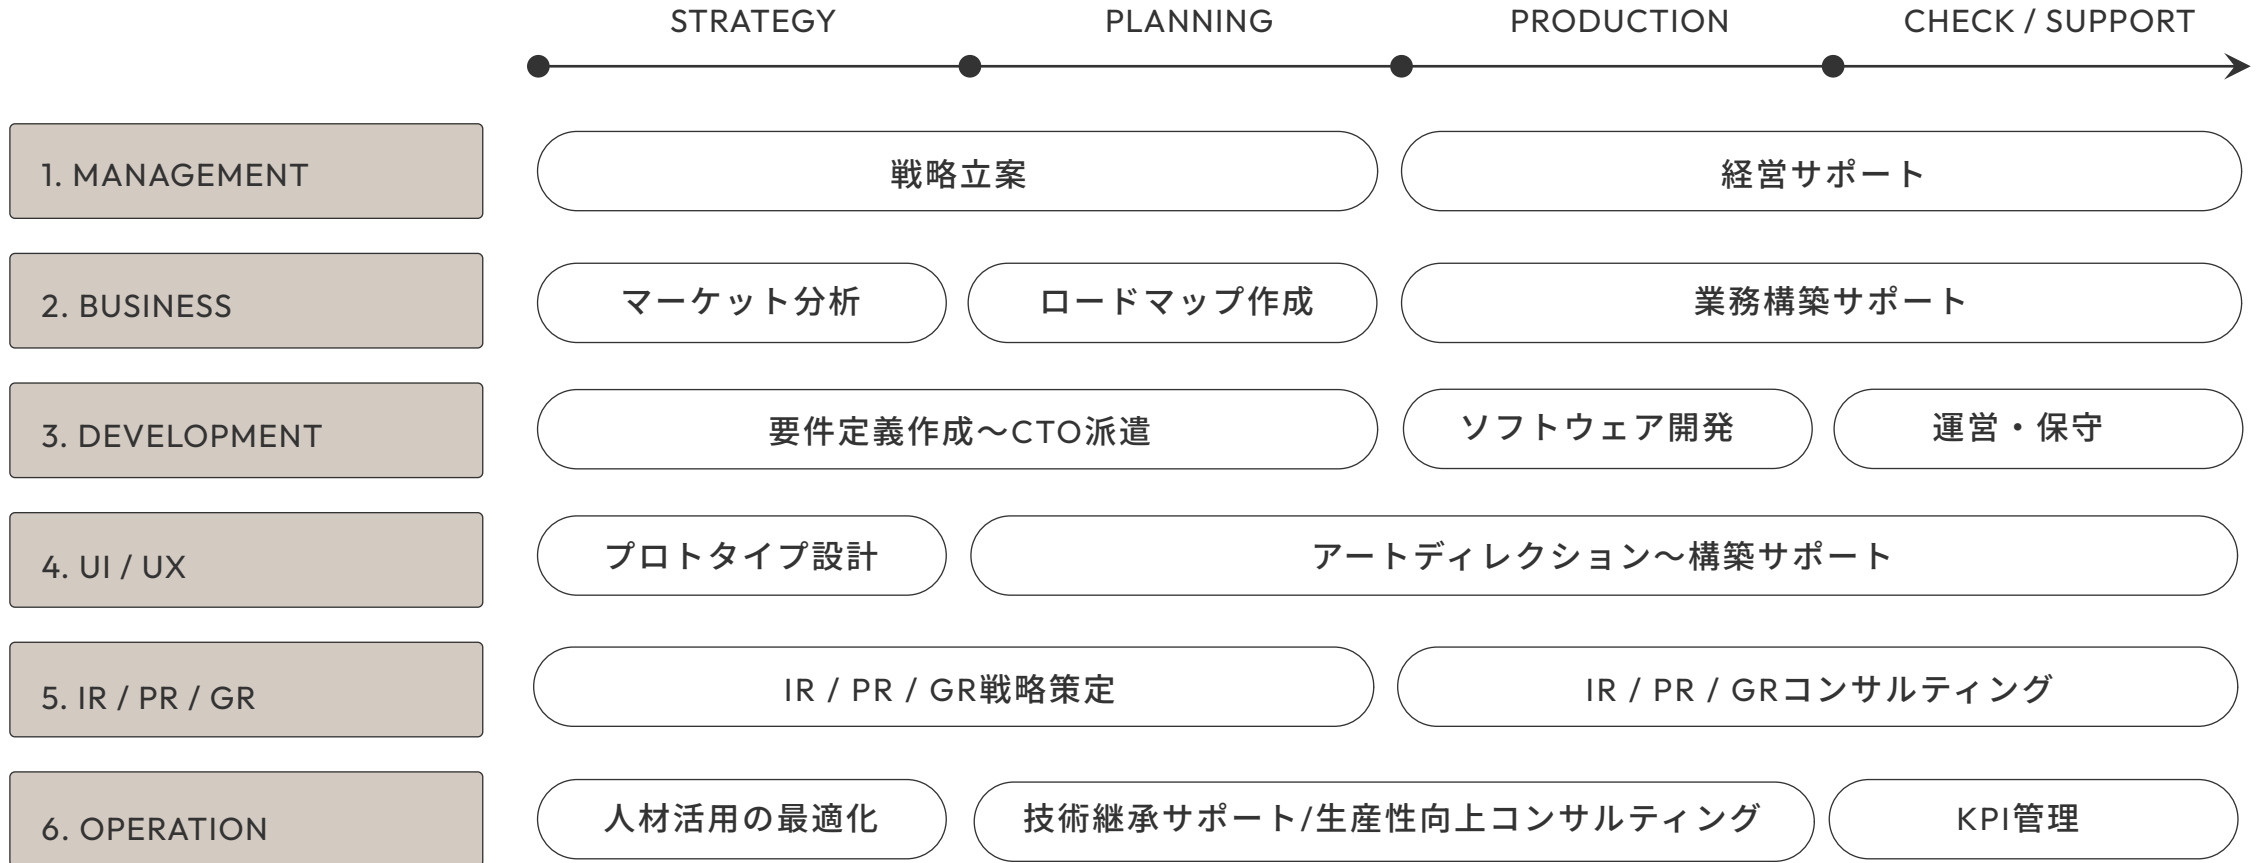 STRATEGY PLANNING PRODUCTION CHECK / SUPPORT
1. MANAGEMENT 戦略立案 経営サポート
2. BUSINESS マーケット分析 ロードマップ作成 業務構築サポート
3. DEVELOPMENT 要件定義作成〜CTO派遣 ソフトウェア開発 運営・保守
4. UI / UX プロトタイプ設計 アートディレクション〜構築サポート
5. IR / PR / GR IR / PR / GR戦略策定 IR / PR / GRコンサルティング
6. OPERATION 人材活用の最適化 技術継承サポート/生産性向上コンサルティング KPI管理